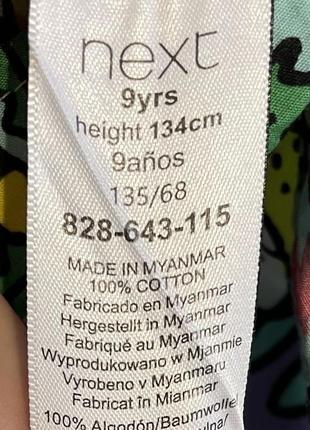 next
9yrs
height 134cm
9años
135/68
828-643-115
MADE IN MYANMAR
100% COTTON
Fabricado en Myanmar
Hergestellt in Myanmar
Fabriqué au Myanmar
Wyprodukowano w Mjanmie
Vyrobeno v Myanmaru
Fabricat în Mianmar
100% Algodón/Baumwolle